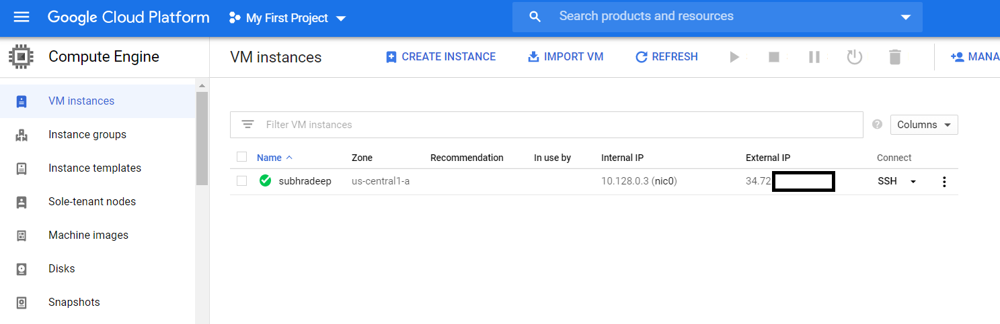 Google Cloud Platform My First Project Search products and resources
Compute Engine VM instances CREATE INSTANCE IMPORT VM REFRESH MANA
VM instances
Instance groups
Instance templates
Sole-tenant nodes
Machine images
Disks
Snapshots
Filter VM instances ? Columns
Name Zone Recommendation In use by Internal IP External IP Connect
subhradeep us-central1-a 10.128.0.3 (nic0) 34.72 SSH